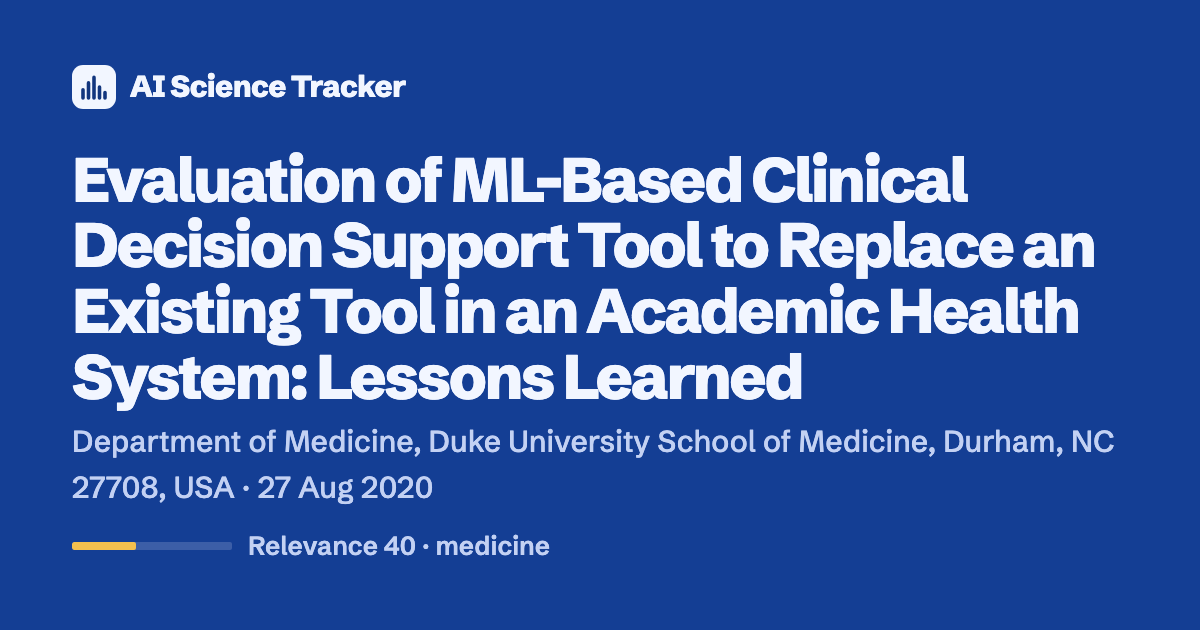 AI Science Tracker
Evaluation of ML-Based Clinical
Decision Support Tool to Replace an
Existing Tool in an Academic Health
System: Lessons Learned
Department of Medicine, Duke University School of Medicine, Durham, NC
27708, USA · 27 Aug 2020
Relevance 40 · medicine